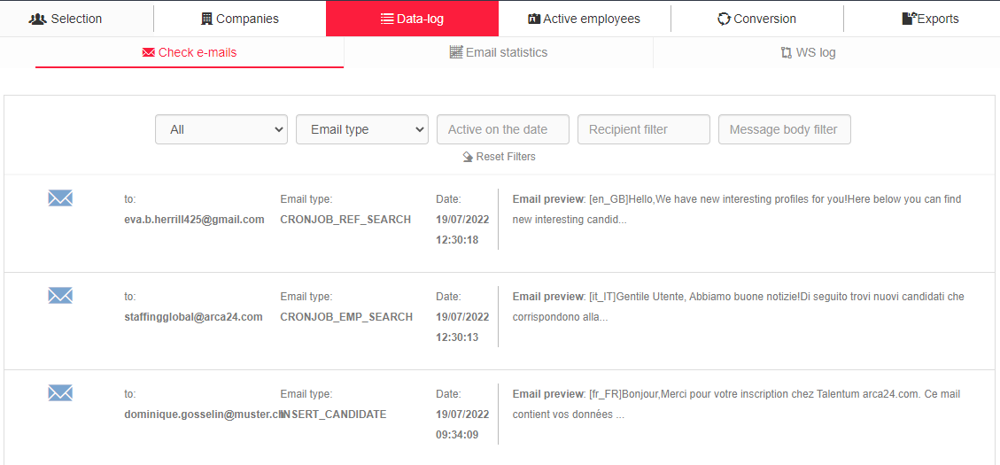 Selection Companies Data-log Active employees Conversion Exports
Check e-mails Email statistics WS log
All Email type Active on the date Recipient filter Message body filter
Reset Filters
to: Email type: Date: Email preview: [en_GB]Hello,We have new interesting profiles for you!Here below you can find
eva.b.herrill425@gmail.com CRONJOB_REF_SEARCH 19/07/2022 new interesting candid...
12:30:18
to: Email type: Date: Email preview: [it_IT]Gentile Utente, Abbiamo buone notizie!Di seguito trovi nuovi candidati che
staffingglobal@arca24.com CRONJOB_EMP_SEARCH 19/07/2022 corrispondono alla...
12:30:13
to: Email type: Date: Email preview: [fr_FR]Bonjour,Merci pour votre inscription chez Talentum arca24.com. Ce mail
dominique.gosselin@muster.ch INSERT_CANDIDATE 19/07/2022 contient vos données ...
09:34:09